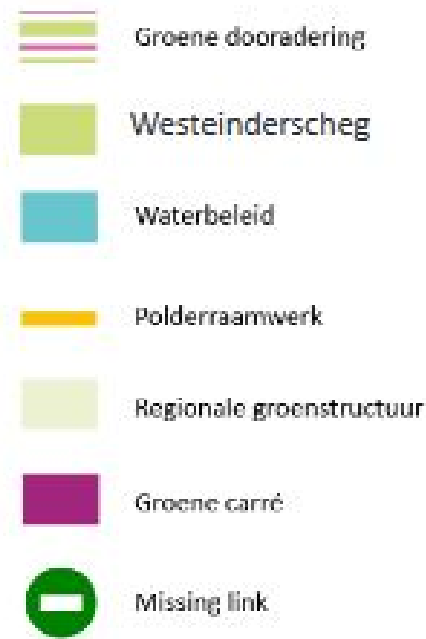 Groene dooradering
Westeinderscheg
Waterbeleid
Polderraamwerk
Regionale groenstructuur
Groene carré
Missing link